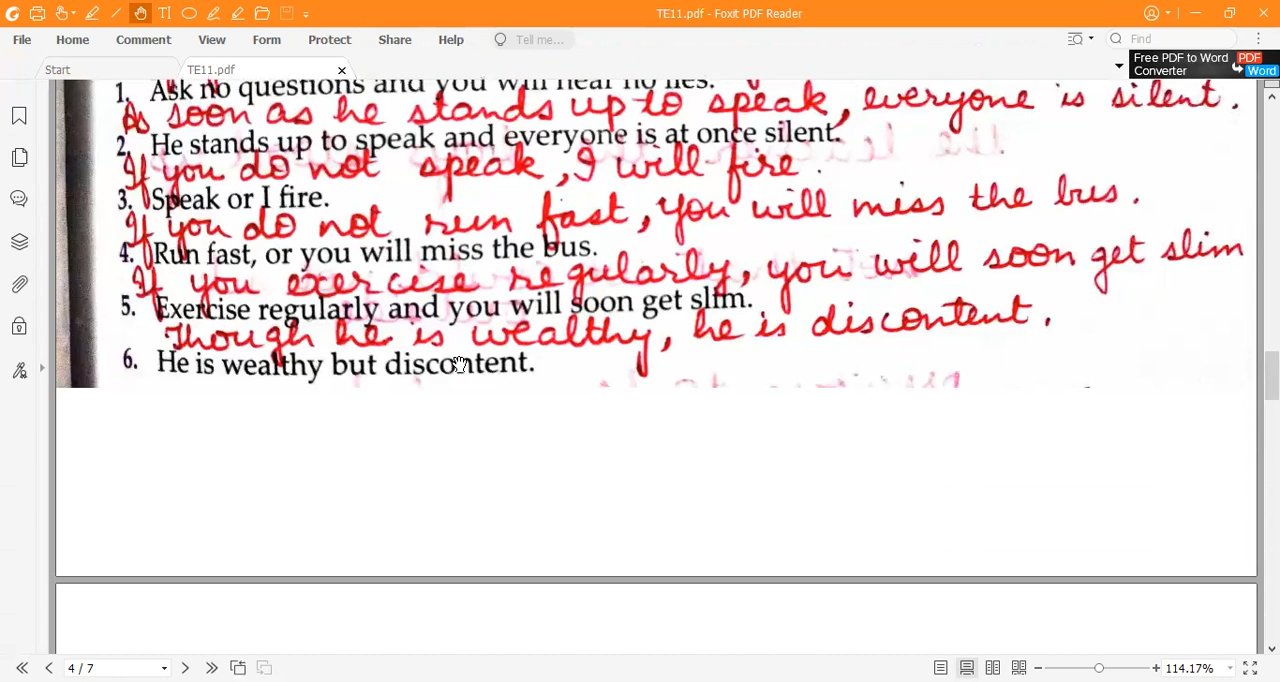 TE11.pdf - Foxit PDF Reader
File Home Comment View Form Protect Share Help Tell me... Find
Start TE11.pdf
Free PDF to Word Converter PDF Word
1. Ask no questions and you will hear no lies.
As soon as he stands up to speak, everyone is silent.
2. He stands up to speak and everyone is at once silent.
If you do not speak, I will fire.
3. Speak or I fire.
If you do not run fast, you will miss the bus.
4. Run fast, or you will miss the bus.
If you exercise regularly, you will soon get slim
5. Exercise regularly and you will soon get slim.
Though he is wealthy, he is discontent.
6. He is wealthy but discontent.
4 / 7
114.17%